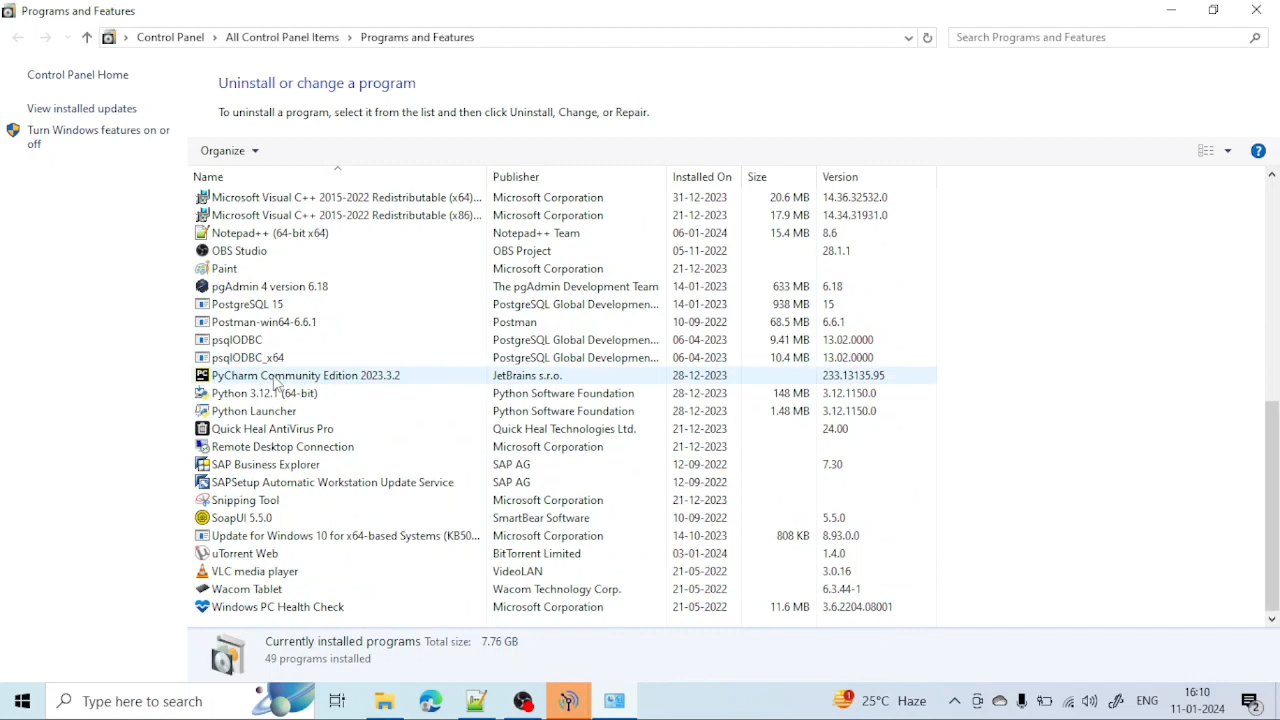 Programs and Features
Control Panel > All Control Panel Items > Programs and Features
Search Programs and Features
Control Panel Home
View installed updates
Turn Windows features on or
off
Uninstall or change a program
To uninstall a program, select it from the list and then click Uninstall, Change, or Repair.
Organize
Name Publisher Installed On Size Version
Microsoft Visual C++ 2015-2022 Redistributable (x64)... Microsoft Corporation 31-12-2023 20.6 MB 14.36.32532.0
Microsoft Visual C++ 2015-2022 Redistributable (x86)... Microsoft Corporation 21-12-2023 17.9 MB 14.34.31931.0
Notepad++ (64-bit x64) Notepad++ Team 06-01-2024 15.4 MB 8.6
OBS Studio OBS Project 05-11-2022 28.1.1
Paint Microsoft Corporation 21-12-2023
pgAdmin 4 version 6.18 The pgAdmin Development Team 14-01-2023 633 MB 6.18
PostgreSQL 15 PostgreSQL Global Developmen... 14-01-2023 938 MB 15
Postman-win64-6.6.1 Postman 10-09-2022 68.5 MB 6.6.1
psqlODBC PostgreSQL Global Developmen... 06-04-2023 9.41 MB 13.02.0000
psqlODBC_x64 PostgreSQL Global Developmen... 06-04-2023 10.4 MB 13.02.0000
PyCharm Community Edition 2023.3.2 JetBrains s.r.o. 28-12-2023 233.13135.95
Python 3.12.1 (64-bit) Python Software Foundation 28-12-2023 148 MB 3.12.1150.0
Python Launcher Python Software Foundation 28-12-2023 1.48 MB 3.12.1150.0
Quick Heal AntiVirus Pro Quick Heal Technologies Ltd. 21-12-2023 24.00
Remote Desktop Connection Microsoft Corporation 21-12-2023
SAP Business Explorer SAP AG 12-09-2022 7.30
SAPSetup Automatic Workstation Update Service SAP AG 12-09-2022
Snipping Tool Microsoft Corporation 21-12-2023
SoapUI 5.5.0 SmartBear Software 10-09-2022 5.5.0
Update for Windows 10 for x64-based Systems (KB50... Microsoft Corporation 14-10-2023 808 KB 8.93.0.0
uTorrent Web BitTorrent Limited 03-01-2024 1.4.0
VLC media player VideoLAN 21-05-2022 3.0.16
Wacom Tablet Wacom Technology Corp. 21-05-2022 6.3.44-1
Windows PC Health Check Microsoft Corporation 21-05-2022 11.6 MB 3.6.2204.08001
Currently installed programs Total size: 7.76 GB
49 programs installed
Type here to search
1
25°C Haze
ENG
16:10
11-01-2024
2